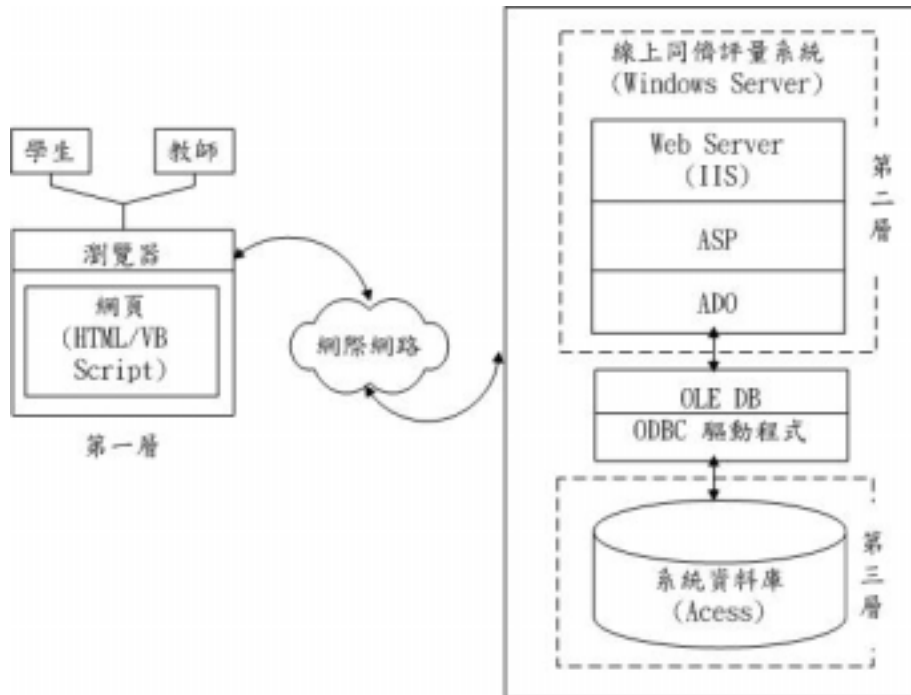 學生
教師
瀏覽器
網頁
(HTML/VB
Script)
第一層
網際網路
線上同儕評量系統
(Windows Server)
Web Server
(IIS)
ASP
ADO
第二層
OLE DB
ODBC 驅動程式
系統資料庫
(Acess)
第三層